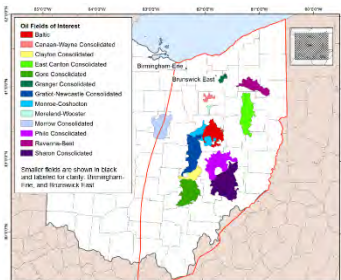 Oil Fields of Interest
Baltic
Canaan-Wayne Consolidated
Clayton Consolidated
East Canton Consolidated
Gore Consolidated
Granger Consolidated
Gratiot-Newcastle Consolidated
Monroe-Coshocton
Moreland-Wooster
Morrow Consolidated
Philo Consolidated
Ravenna-Best
Sharon Consolidated
Smaller fields are shown in black
and labeled for clarity. Birmingham-
Erie, and Brunswick East
Birmingham-Erie
Brunswick East